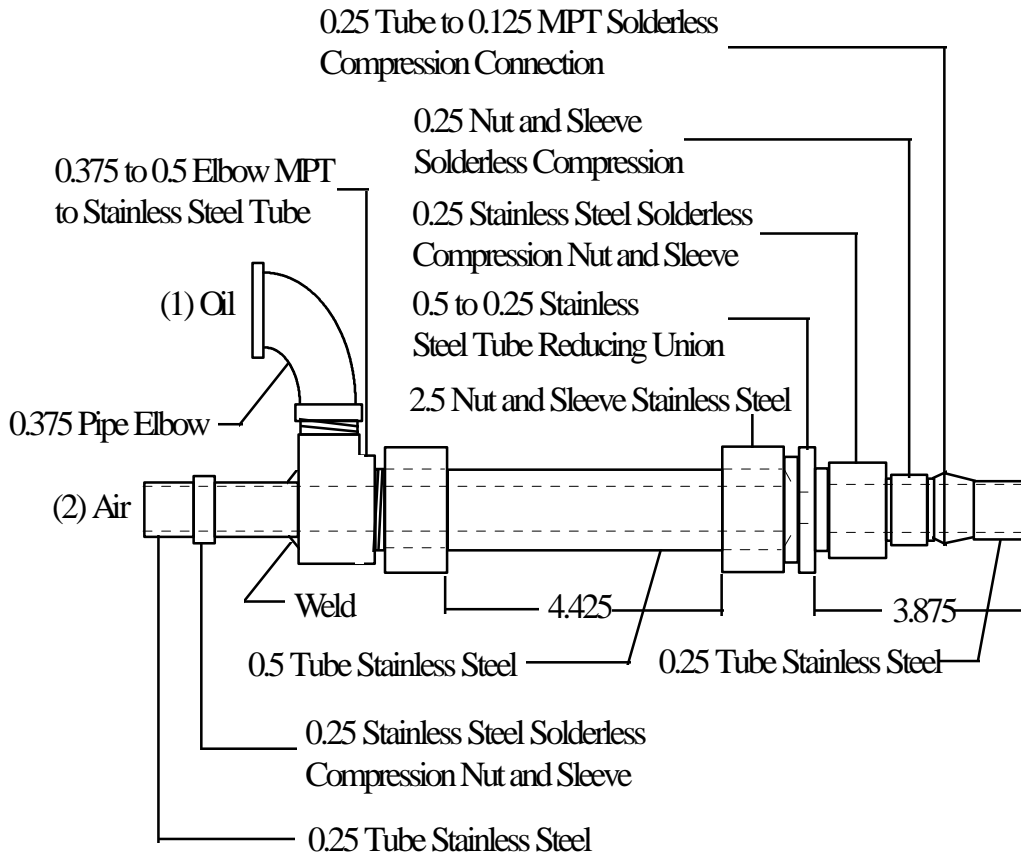 0.25 Tube to 0.125 MPT Solderless
Compression Connection
0.25 Nut and Sleeve
Solderless Compression
0.375 to 0.5 Elbow MPT
to Stainless Steel Tube
0.25 Stainless Steel Solderless
Compression Nut and Sleeve
(1) Oil
0.5 to 0.25 Stainless
Steel Tube Reducing Union
2.5 Nut and Sleeve Stainless Steel
0.375 Pipe Elbow
(2) Air
Weld
4.425
3.875
0.5 Tube Stainless Steel
0.25 Tube Stainless Steel
0.25 Stainless Steel Solderless
Compression Nut and Sleeve
0.25 Tube Stainless Steel